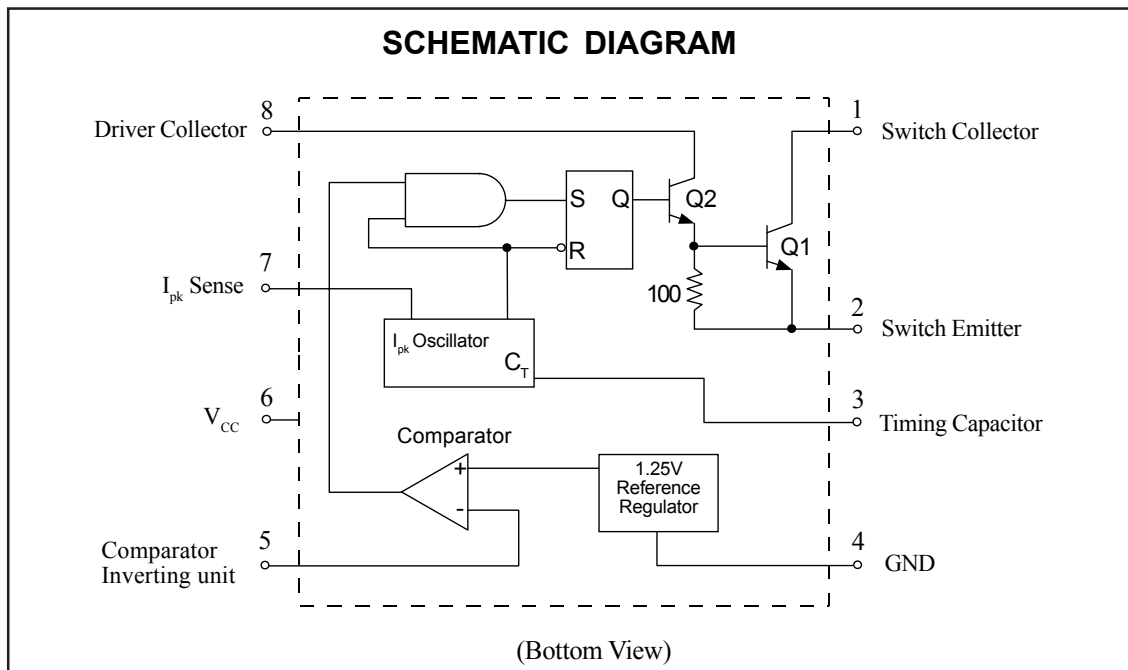 SCHEMATIC DIAGRAM
8
Driver Collector
1
Switch Collector
S
Q
R
Q2
Q1
100
7
Ipk Sense
2
Switch Emitter
Ipk Oscillator
CT
6
VCC
3
Timing Capacitor
Comparator
+
-
1.25V
Reference
Regulator
5
Comparator
Inverting unit
4
GND
(Bottom View)